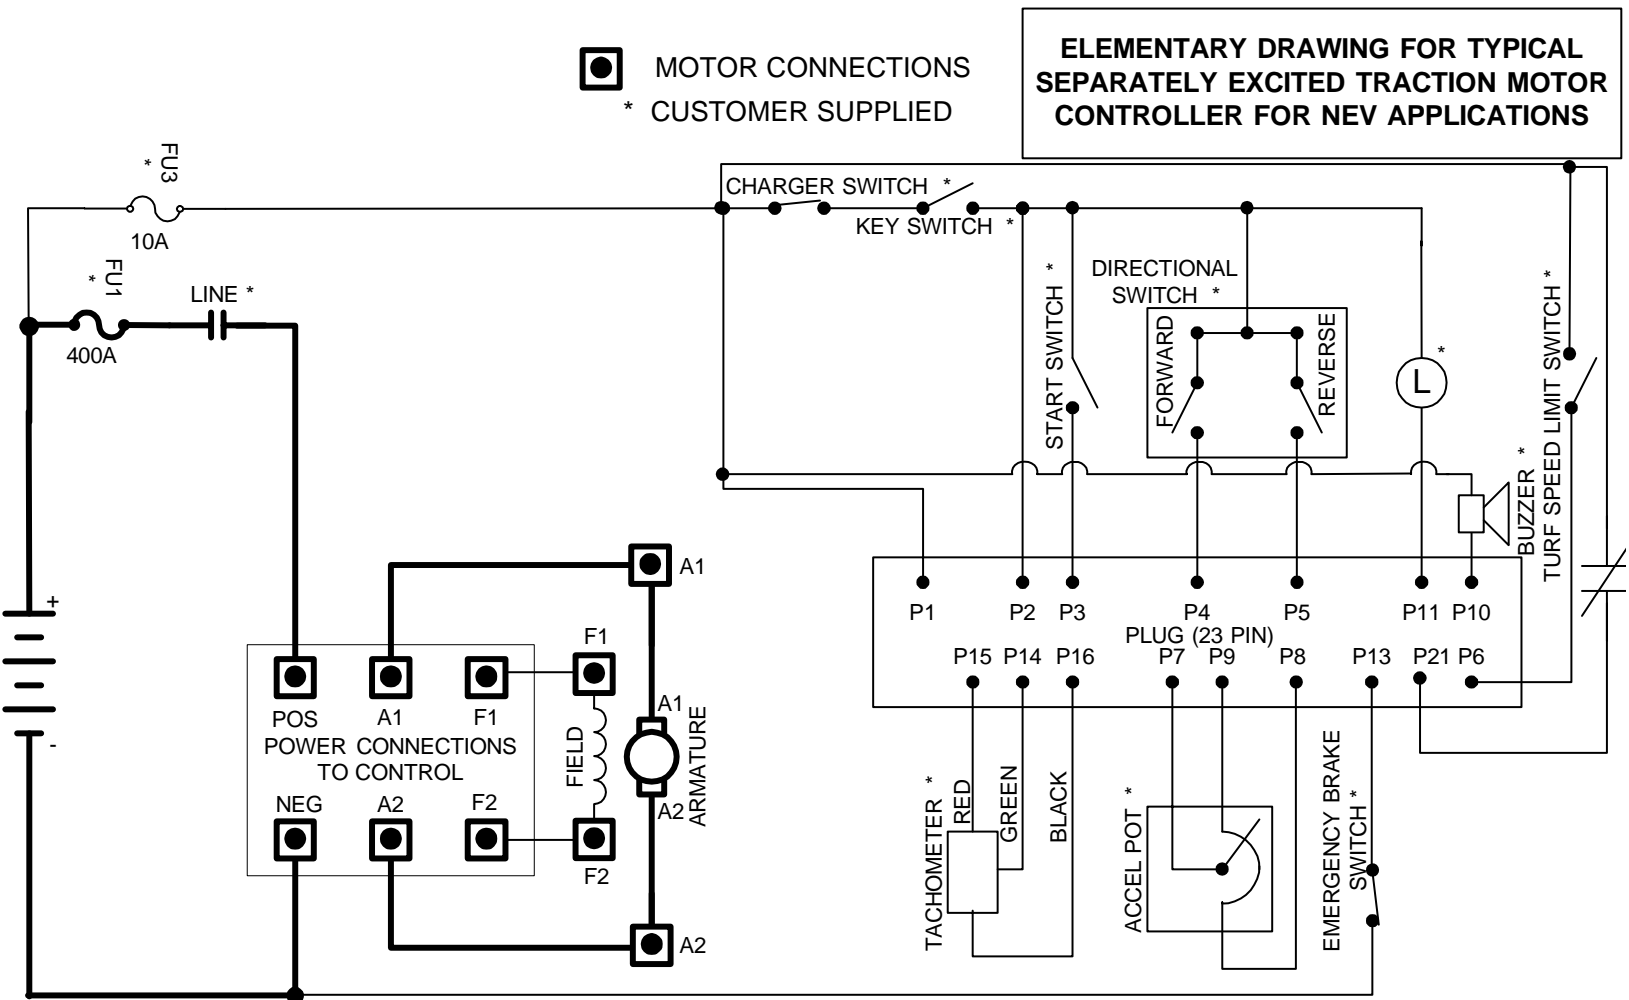 MOTOR CONNECTIONS
* CUSTOMER SUPPLIED
ELEMENTARY DRAWING FOR TYPICAL
SEPARATELY EXCITED TRACTION MOTOR
CONTROLLER FOR NEV APPLICATIONS
FU3
*
10A
FU1
*
400A
LINE *
CHARGER SWITCH *
KEY SWITCH *
START SWITCH *
DIRECTIONAL
SWITCH *
FORWARD
REVERSE
L
*
TURF SPEED LIMIT SWITCH *
BUZZER *
+
-
A1
F1
POS
A1
F1
POWER CONNECTIONS
TO CONTROL
NEG
A2
F2
FIELD
F2
A1
A2
ARMATURE
A2
P1
P2
P3
P4
P5
P11
P10
PLUG (23 PIN)
P15
P14
P16
P7
P9
P8
P13
P21
P6
TACHOMETER *
RED
GREEN
BLACK
ACCEL POT *
EMERGENCY BRAKE
SWITCH *